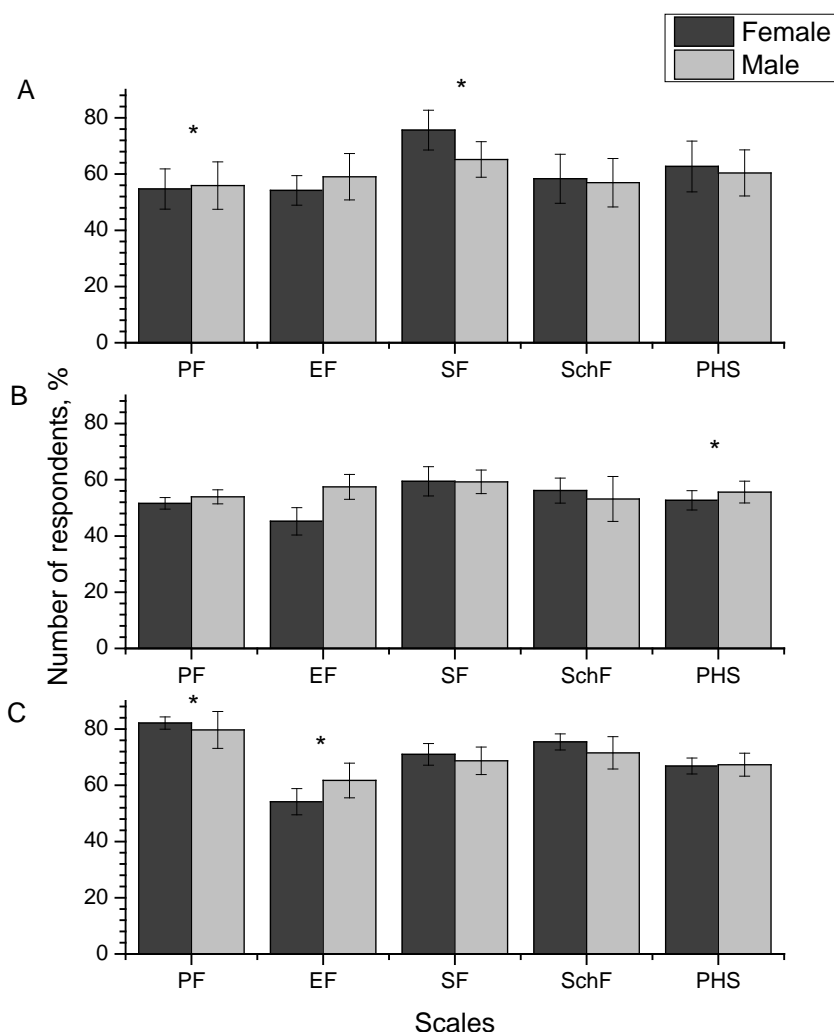 Female
Male
A
*
*
80
60
40
20
0
PF EF SF SchF PHS
B
*
80
60
40
20
0
PF EF SF SchF PHS
C
*
*
80
60
40
20
0
PF EF SF SchF PHS
Number of respondents, %
Scales